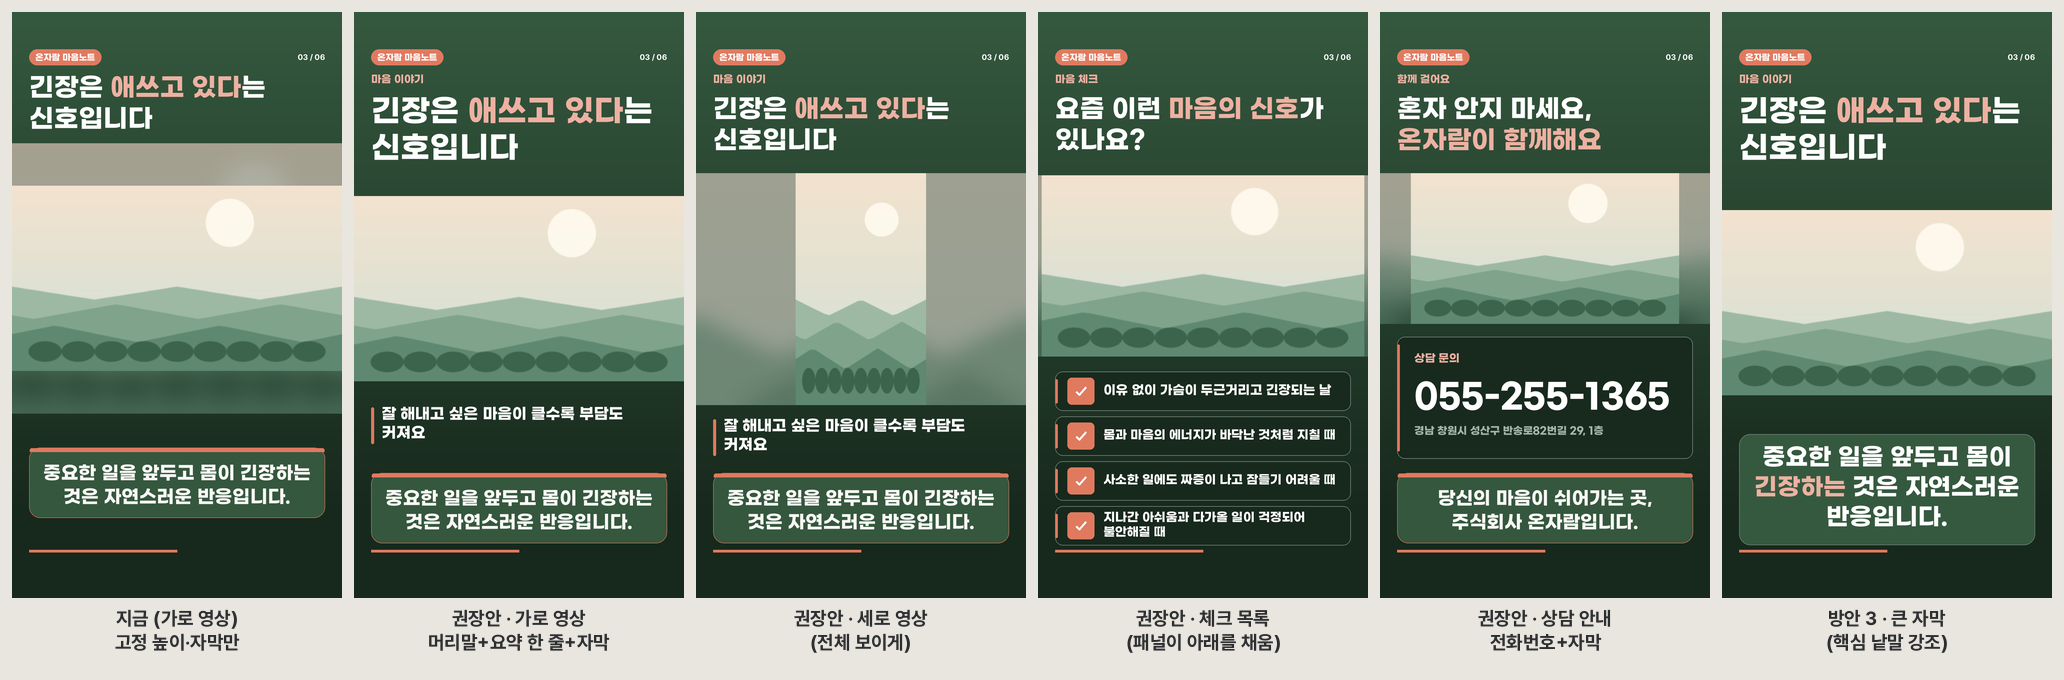 온자람 마음노트
03 / 06
긴장은 애쓰고 있다는
신호입니다
중요한 일을 앞두고 몸이 긴장하는
것은 자연스러운 반응입니다.
지금 (가로 영상)
고정 높이·자막만
온자람 마음노트
03 / 06
마음 이야기
긴장은 애쓰고 있다는
신호입니다
잘 해내고 싶은 마음이 클수록 부담도
커져요
중요한 일을 앞두고 몸이 긴장하는
것은 자연스러운 반응입니다.
권장안 · 가로 영상
머리말+요약 한 줄+자막
온자람 마음노트
03 / 06
마음 이야기
긴장은 애쓰고 있다는
신호입니다
잘 해내고 싶은 마음이 클수록 부담도
커져요
중요한 일을 앞두고 몸이 긴장하는
것은 자연스러운 반응입니다.
권장안 · 세로 영상
(전체 보이게)
온자람 마음노트
03 / 06
마음 체크
요즘 이런 마음의 신호가
있나요?
이유 없이 가슴이 두근거리고 긴장되는 날
몸과 마음의 에너지가 바닥난 것처럼 지칠 때
사소한 일에도 짜증이 나고 잠들기 어려울 때
지나간 아쉬움과 다가올 일이 걱정되어
불안해질 때
권장안 · 체크 목록
(패널이 아래를 채움)
온자람 마음노트
03 / 06
함께 걸어요
혼자 안지 마세요,
온자람이 함께해요
상담 문의
055-255-1365
경남 창원시 성산구 반송로82번길 29, 1층
당신의 마음이 쉬어가는 곳,
주식회사 온자람입니다.
권장안 · 상담 안내
전화번호+자막
온자람 마음노트
03 / 06
마음 이야기
긴장은 애쓰고 있다는
신호입니다
중요한 일을 앞두고 몸이
긴장하는 것은 자연스러운
반응입니다.
방안 3 · 큰 자막
(핵심 낱말 강조)